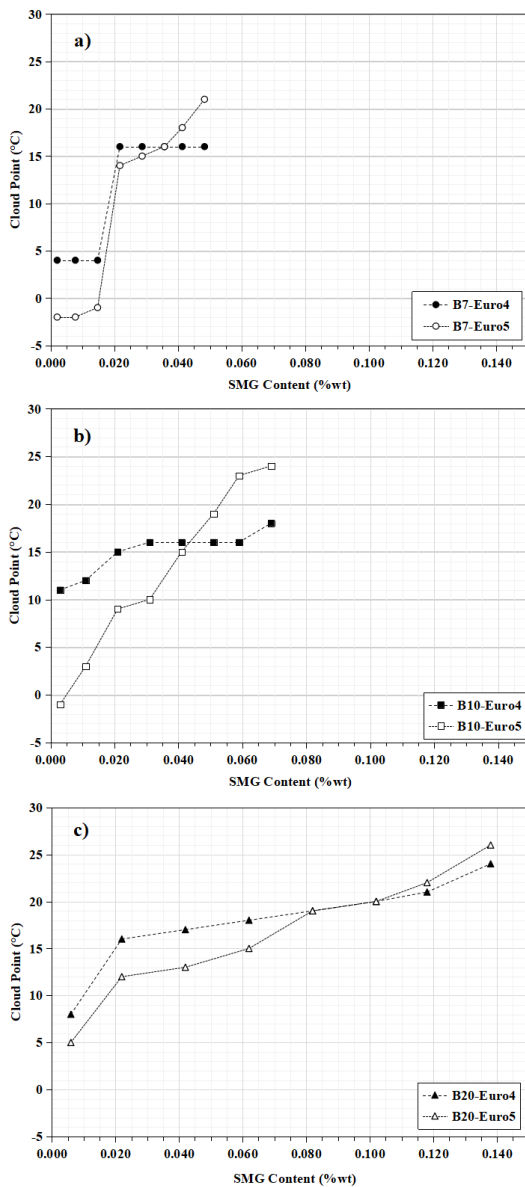 a)
30
25
20
15
10
5
0
-5
Cloud Point (°C)
B7-Euro4
B7-Euro5
0.000 0.020 0.040 0.060 0.080 0.100 0.120 0.140
SMG Content (%wt)
b)
30
25
20
15
10
5
0
-5
Cloud Point (°C)
B10-Euro4
B10-Euro5
0.000 0.020 0.040 0.060 0.080 0.100 0.120 0.140
SMG Content (%wt)
c)
30
25
20
15
10
5
0
-5
Cloud Point (°C)
B20-Euro4
B20-Euro5
0.000 0.020 0.040 0.060 0.080 0.100 0.120 0.140
SMG Content (%wt)